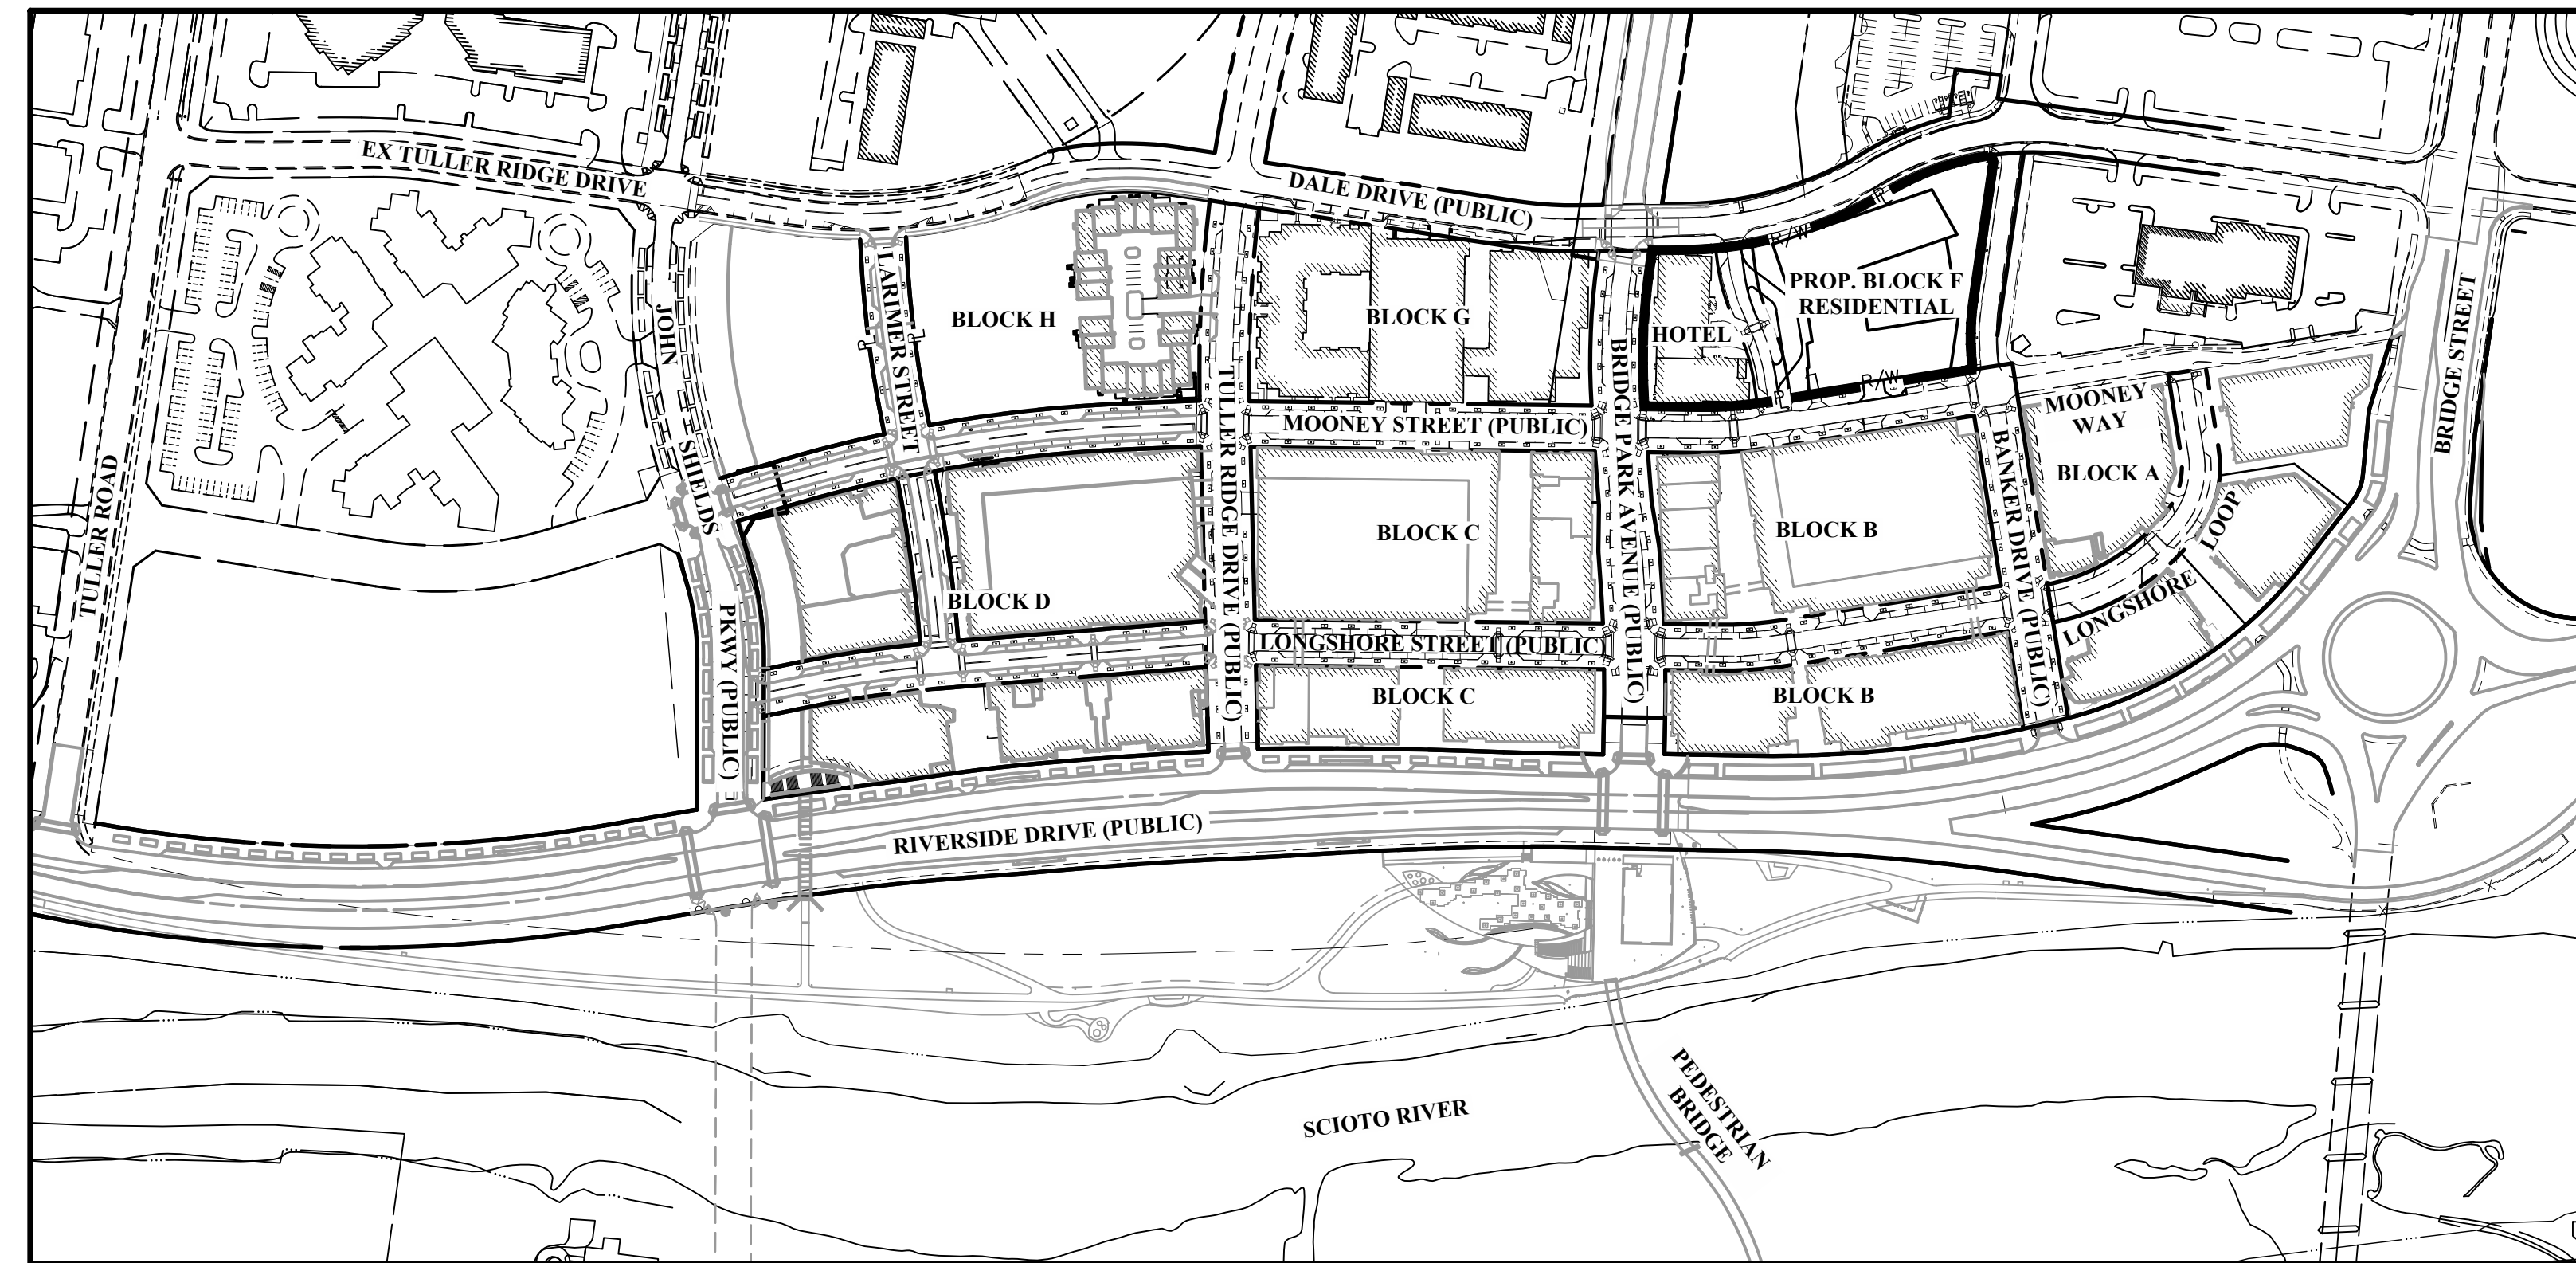 EX TULLER RIDGE DRIVE
DALE DRIVE (PUBLIC)
R/W
PROP. BLOCK F
RESIDENTIAL
HOTEL
R/W
BLOCK H
BLOCK G
LARIMER STREET
JOHN
SHIELDS
PKWY (PUBLIC)
TULLER ROAD
TULLER RIDGE DRIVE (PUBLIC)
BRIDGE PARK AVENUE (PUBLIC)
BANKER DRIVE (PUBLIC)
BRIDGE STREET
MOONEY STREET (PUBLIC)
MOONEY
WAY
BLOCK A
LONGSHORE
LOOP
BLOCK D
BLOCK C
BLOCK B
LONGSHORE STREET (PUBLIC)
BLOCK C
BLOCK B
RIVERSIDE DRIVE (PUBLIC)
SCIOTO RIVER
PEDESTRIAN
BRIDGE